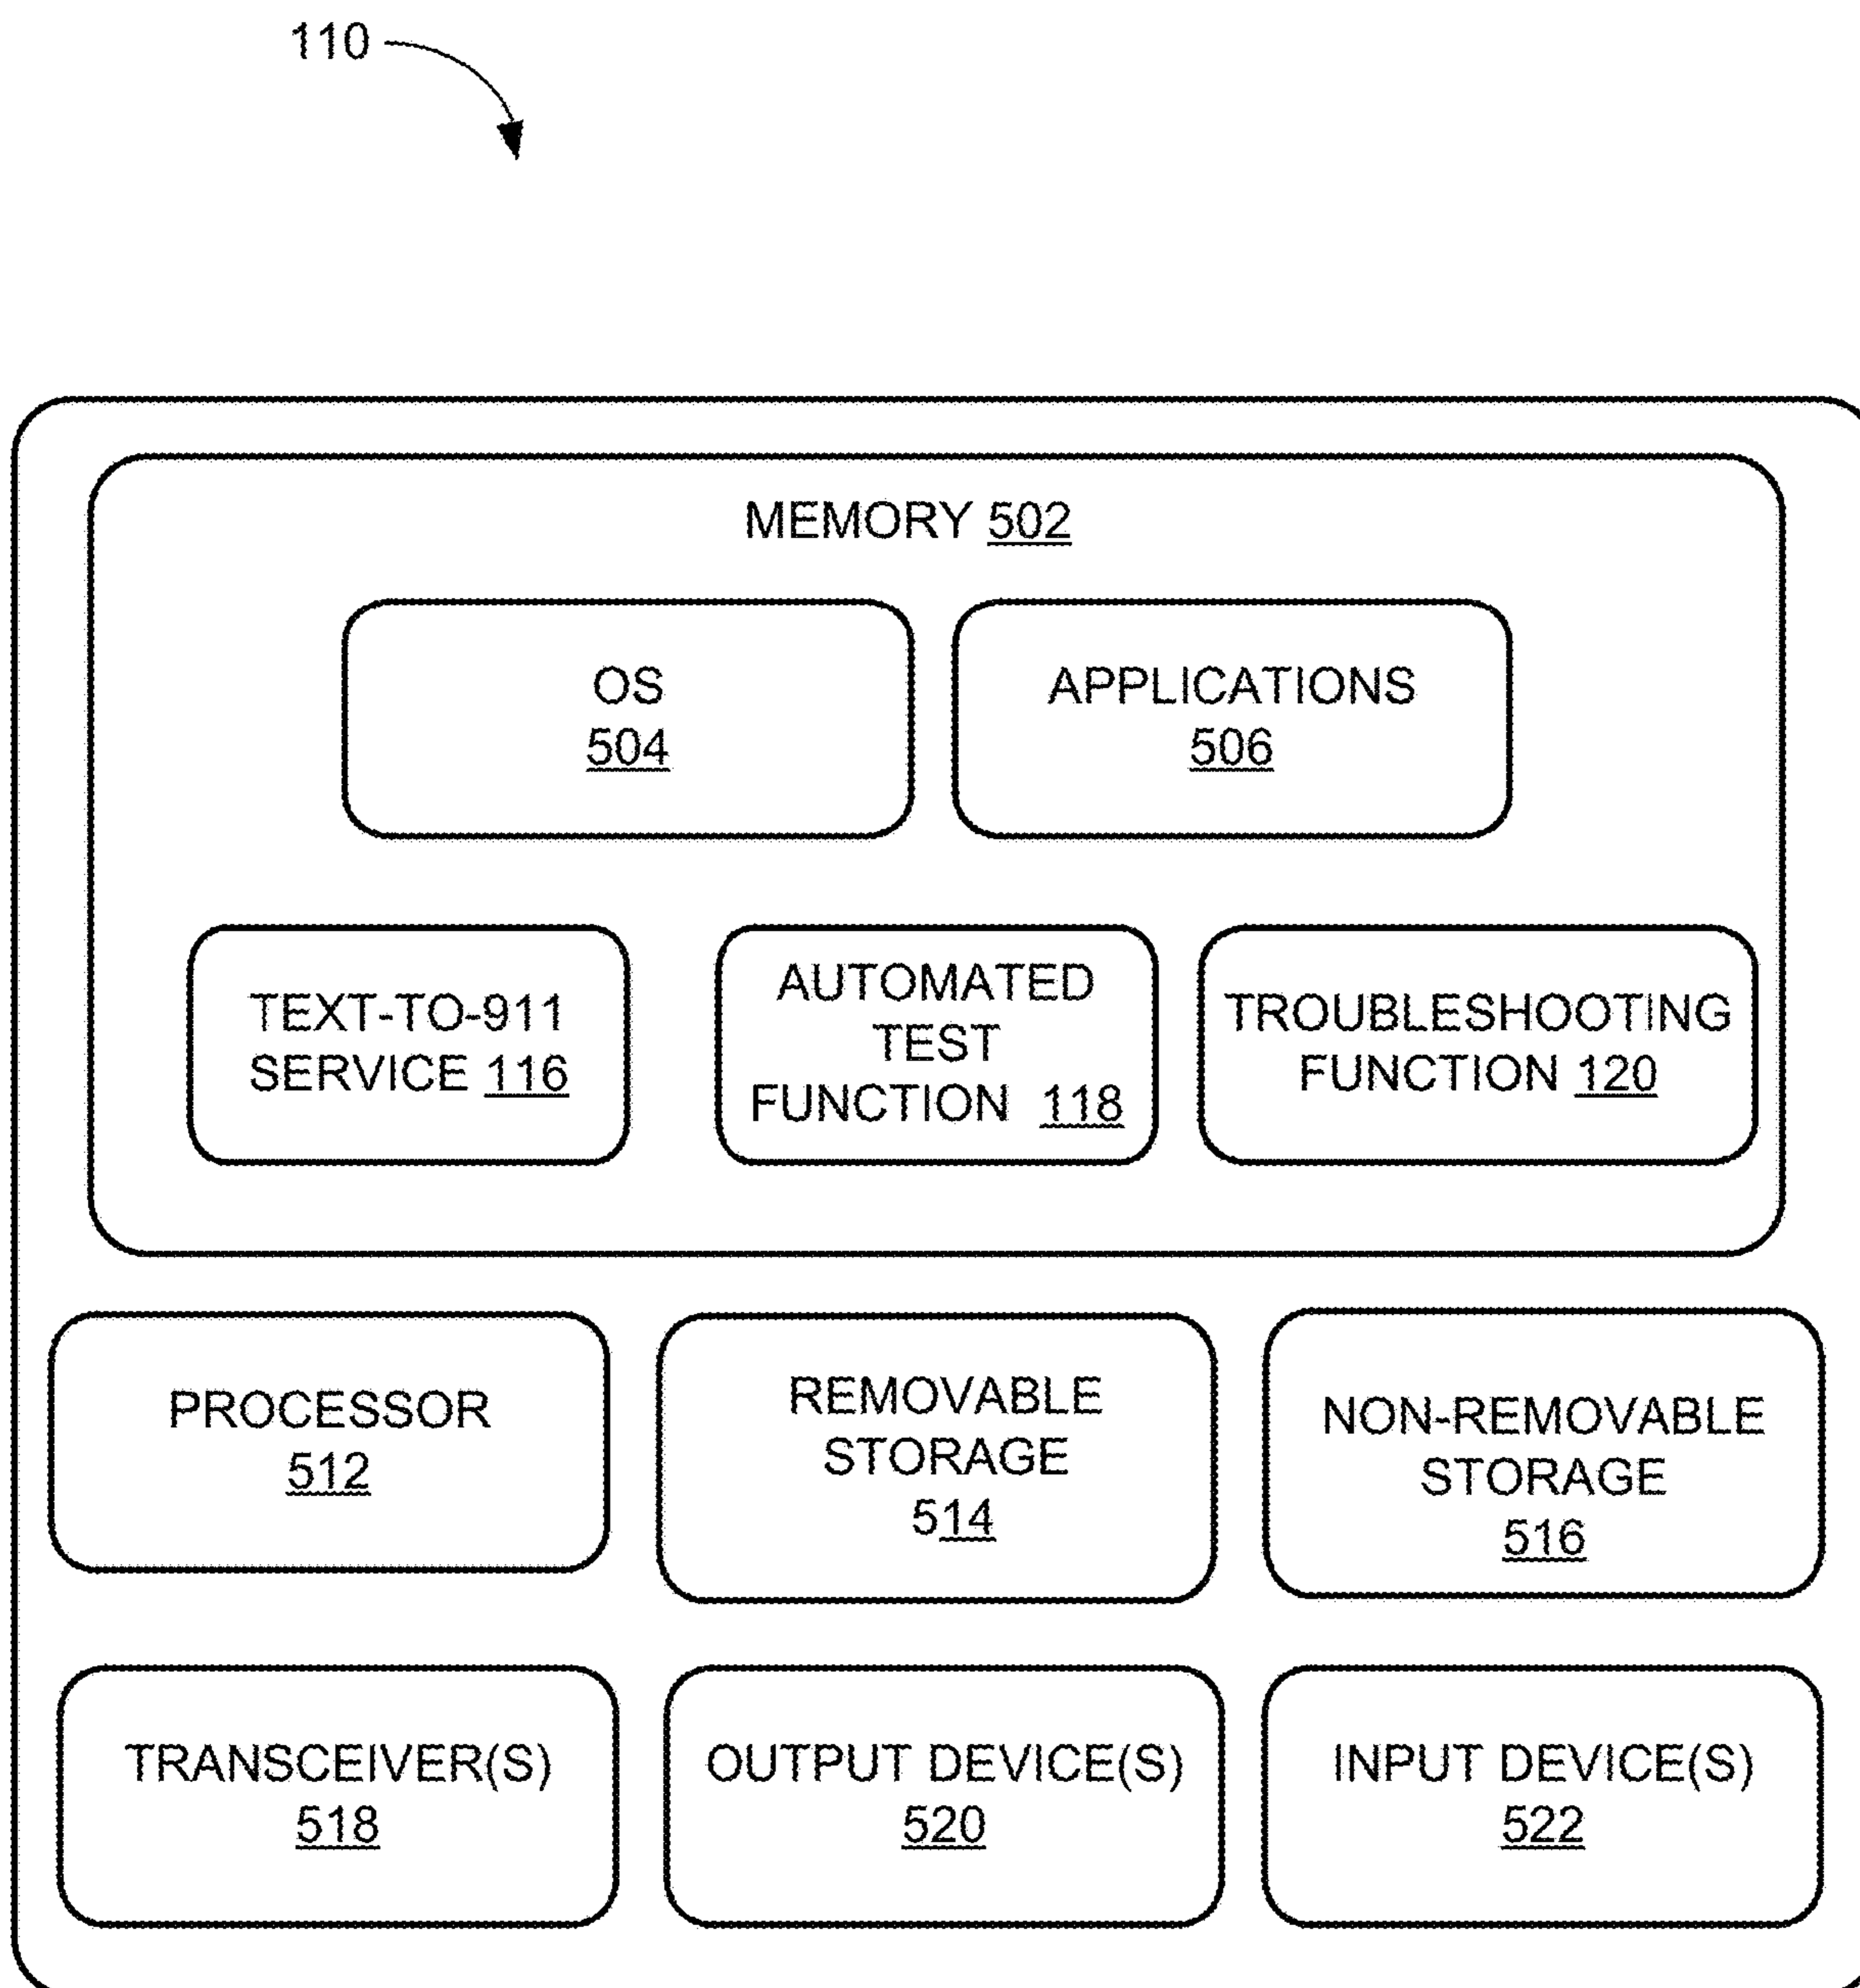 110
MEMORY 502
OS
504
APPLICATIONS
506
TEXT-TO-911
SERVICE 116
AUTOMATED
TEST
FUNCTION 118
TROUBLESHOOTING
FUNCTION 120
PROCESSOR
512
REMOVABLE
STORAGE
514
NON-REMOVABLE
STORAGE
516
TRANSCEIVER(S)
518
OUTPUT DEVICE(S)
520
INPUT DEVICE(S)
522